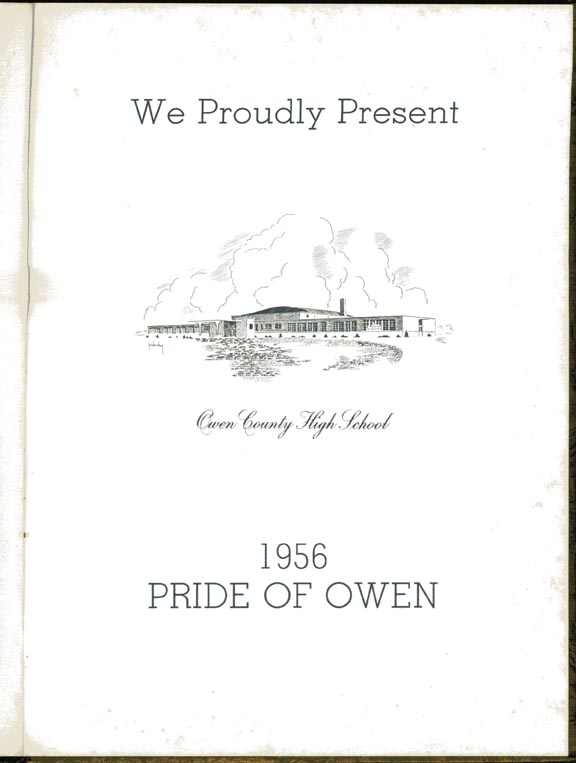 We Proudly Present
Owen County High School
1956
PRIDE OF OWEN